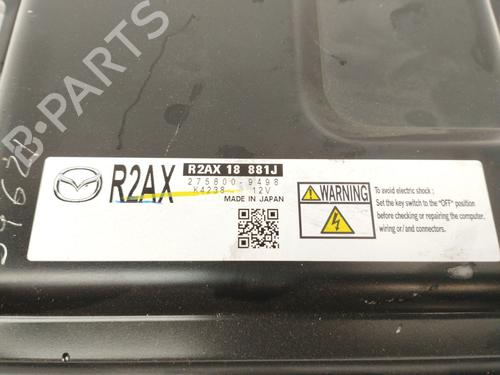 B-PARTS
R2AX
R2AX 18 881J
275800-9498
K4238 12V
MADE IN JAPAN
WARNING
To avoid electric shock :
Set the key switch to the "OFF" position
before checking or repairing the computer,
wiring or/and connectors.